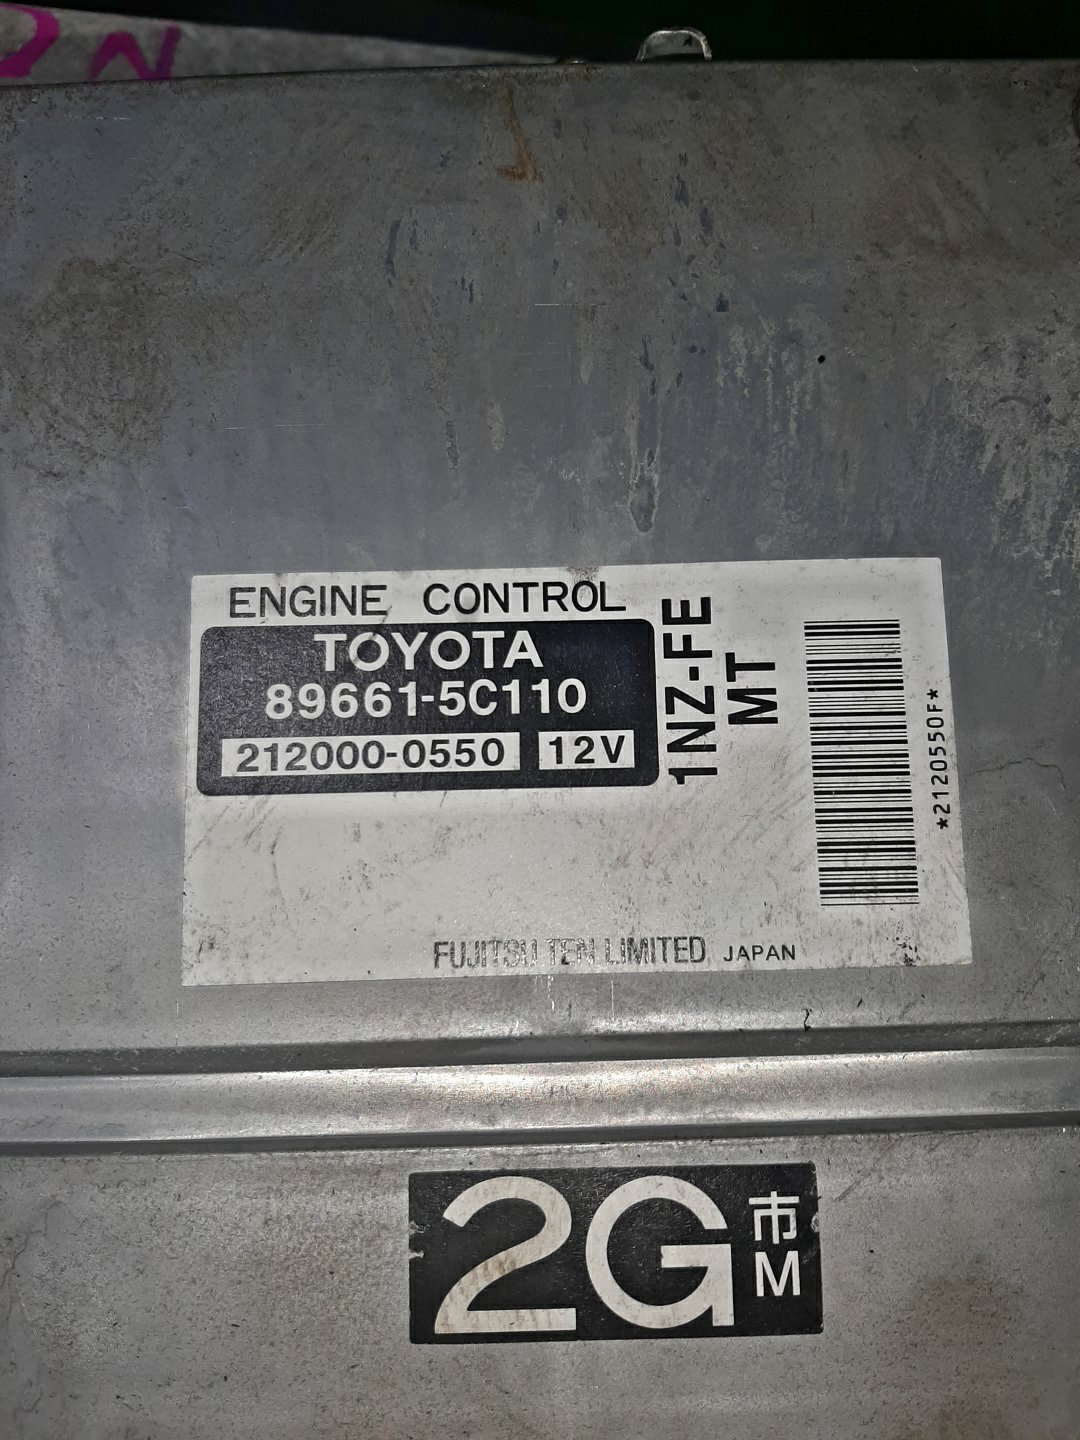 ENGINE CONTROL
TOYOTA
89661-5C110
212000-0550 12V
1NZ-FE
MT
*2120550F*
FUJITSU TEN LIMITED JAPAN
2G
市
M